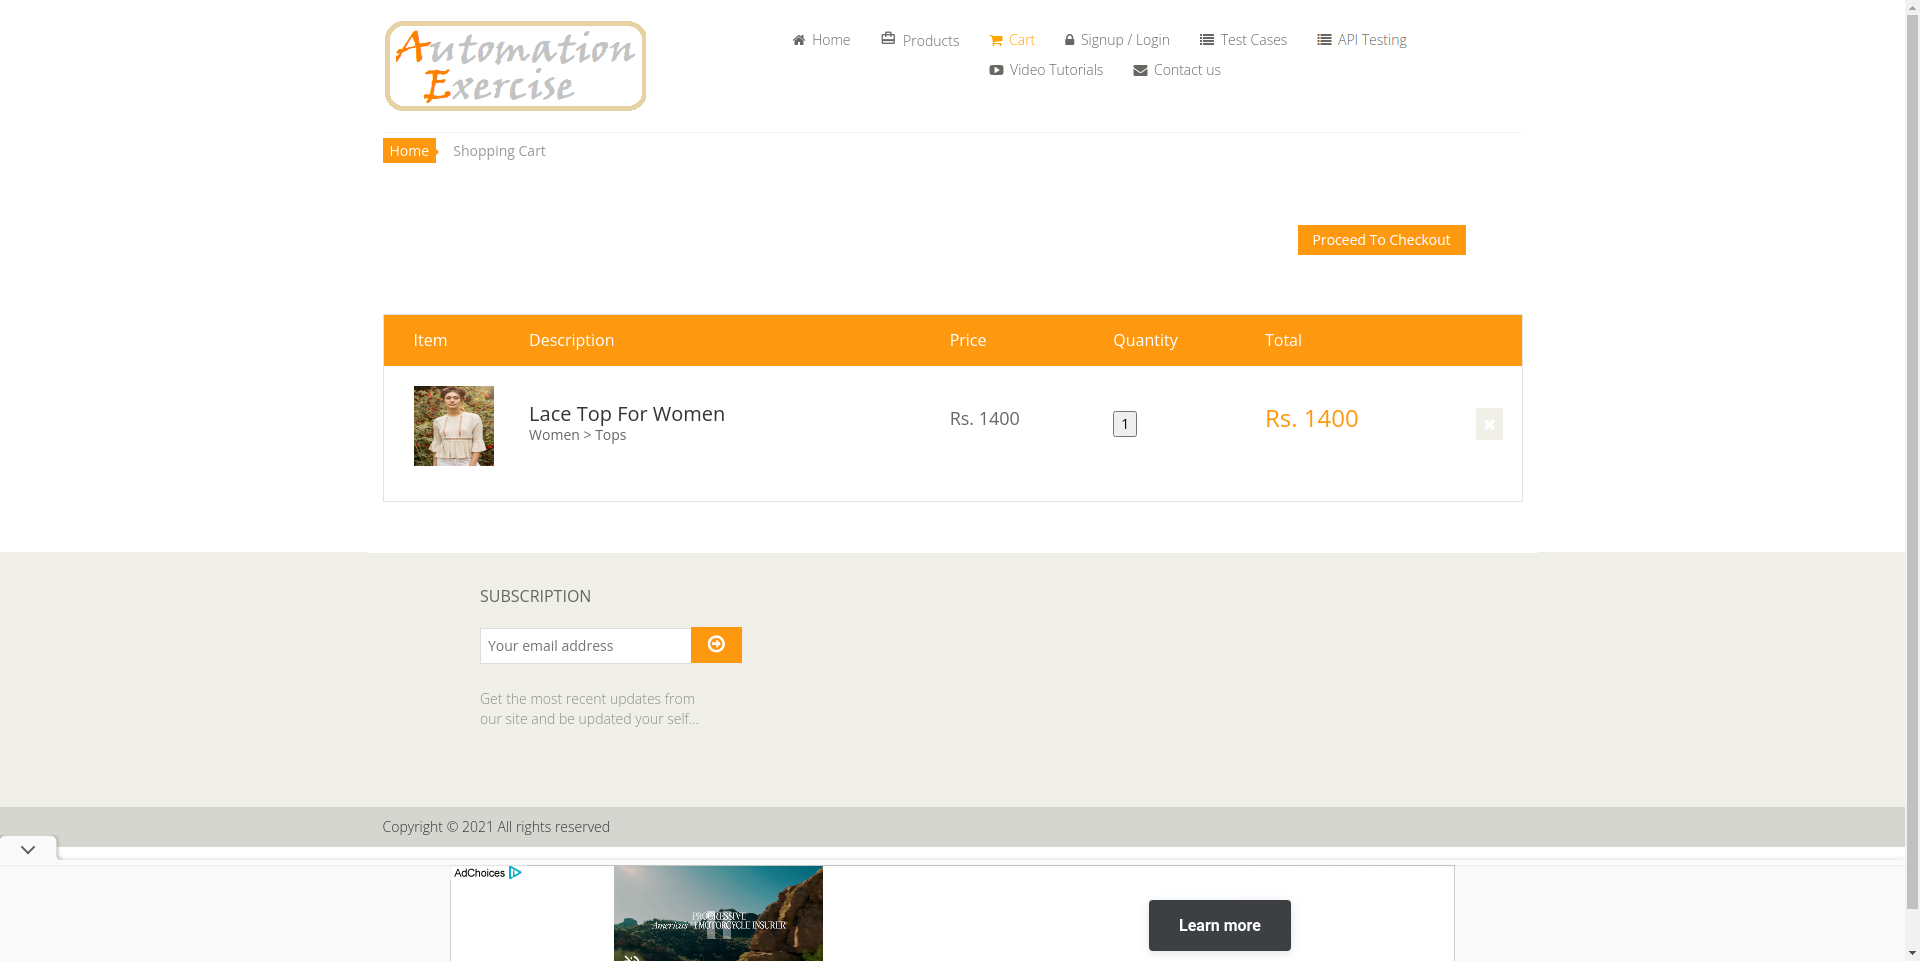 Automation
Exercise
Home
Products
Cart
Signup / Login
Test Cases
API Testing
Video Tutorials
Contact us
Home
Shopping Cart
Proceed To Checkout
Item Description Price Quantity Total
Lace Top For Women
Women > Tops
Rs. 1400
1
Rs. 1400
SUBSCRIPTION
Your email address
Get the most recent updates from
our site and be updated your self...
Copyright © 2021 All rights reserved
AdChoices
PROGRESSIVE
America's #1 MOTORCYCLE INSURER
Learn more